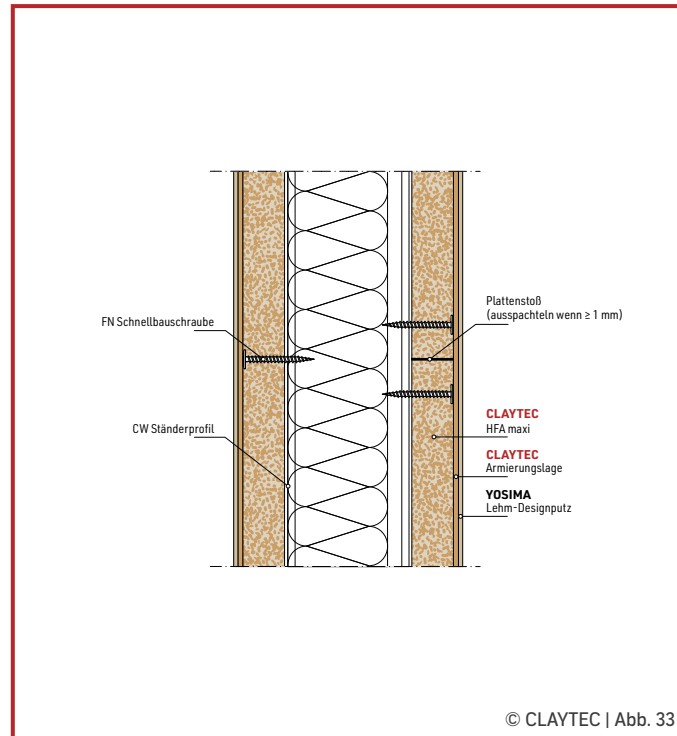 FN Schnellbauschraube
CW Ständerprofil
Plattenstoß
(ausspachteln wenn ≥ 1 mm)
CLAYTEC
HFA maxi
CLAYTEC
Armierungslage
YOSIMA
Lehm-Designputz
© CLAYTEC | Abb. 33